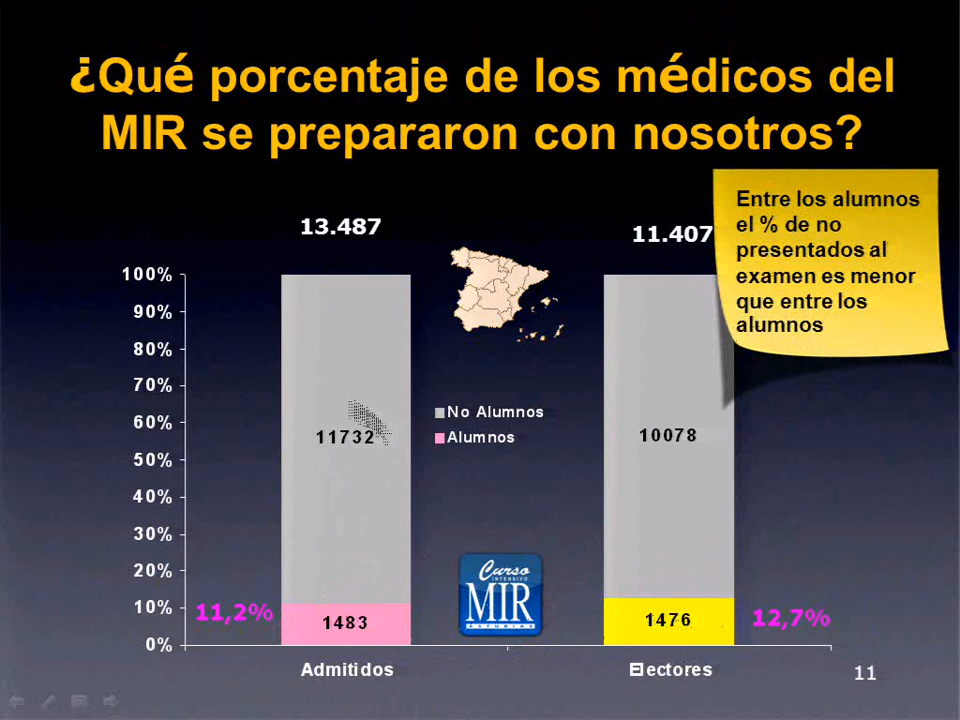 ¿Qué porcentaje de los médicos del
MIR se prepararon con nosotros?
Entre los alumnos
el % de no
presentados al
examen es menor
que entre los
alumnos
13.487
11.407
100%
90%
80%
70%
60%
50%
40%
30%
20%
10%
0%
11732
10078
No Alumnos
Alumnos
11,2%
1483
Curso
INTENSIVO
MIR
ASTURIAS
1476
12,7%
Admitidos
Electores
11